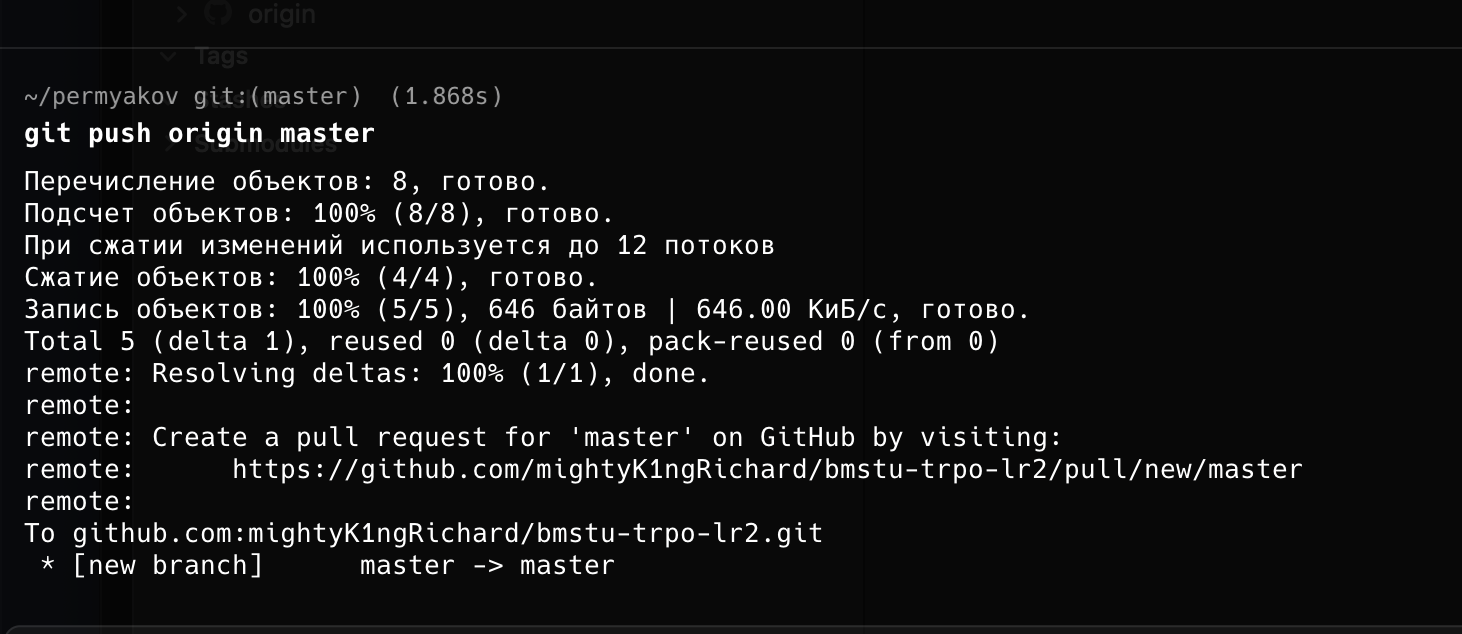 origin
Tags
~/permyakov git:(master) (1.868s)
Stashes
git push origin master
Submodules
Перечисление объектов: 8, готово.
Подсчет объектов: 100% (8/8), готово.
При сжатии изменений используется до 12 потоков
Сжатие объектов: 100% (4/4), готово.
Запись объектов: 100% (5/5), 646 байтов | 646.00 КиБ/с, готово.
Total 5 (delta 1), reused 0 (delta 0), pack-reused 0 (from 0)
remote: Resolving deltas: 100% (1/1), done.
remote:
remote: Create a pull request for 'master' on GitHub by visiting:
remote:      https://github.com/mightyK1ngRichard/bmstu-trpo-lr2/pull/new/master
remote:
To github.com:mightyK1ngRichard/bmstu-trpo-lr2.git
 * [new branch]      master -> master